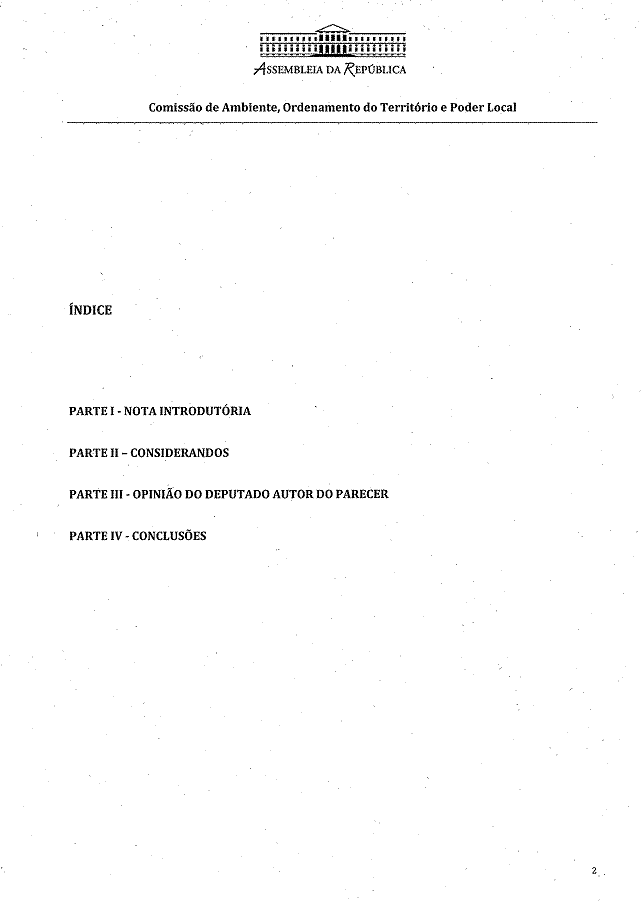 ASSEMBLEIA DA REPÚBLICA
Comissão de Ambiente, Ordenamento do Território e Poder Local
ÍNDICE
PARTE I - NOTA INTRODUTÓRIA
PARTE II – CONSIDERANDOS
PARTE III - OPINIÃO DO DEPUTADO AUTOR DO PARECER
PARTE IV - CONCLUSÕES
2